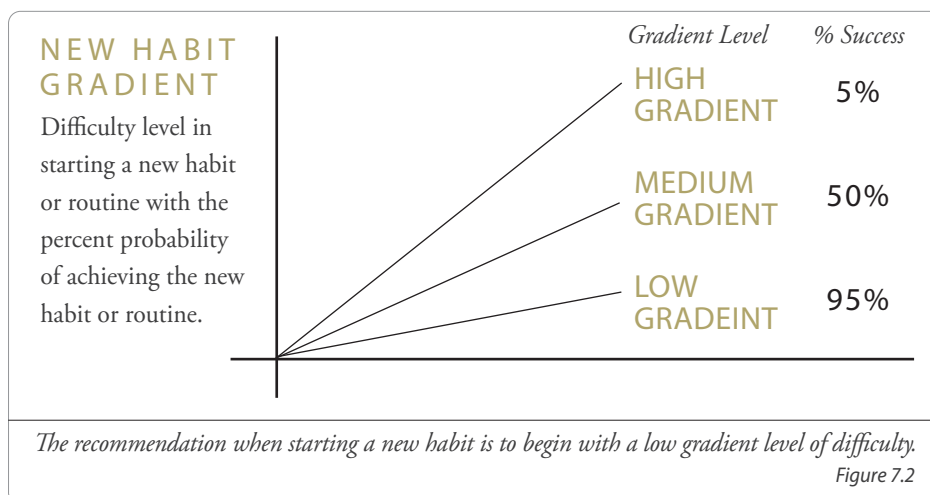 NEW HABIT
GRADIENT
Difficulty level in
starting a new habit
or routine with the
percent probability
of achieving the new
habit or routine.
Gradient Level % Success
HIGH
GRADIENT
5%
MEDIUM
GRADIENT
50%
LOW
GRADEINT
95%
The recommendation when starting a new habit is to begin with a low gradient level of difficulty.
Figure 7.2